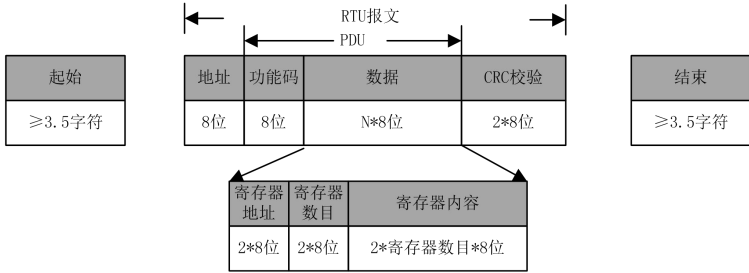 RTU报文
PDU
起始
地址 功能码 数据 CRC校验
结束
≥3.5字符
8位 8位 N*8位 2*8位
≥3.5字符
寄存器地址 寄存器数目 寄存器内容
2*8位 2*8位 2*寄存器数目*8位